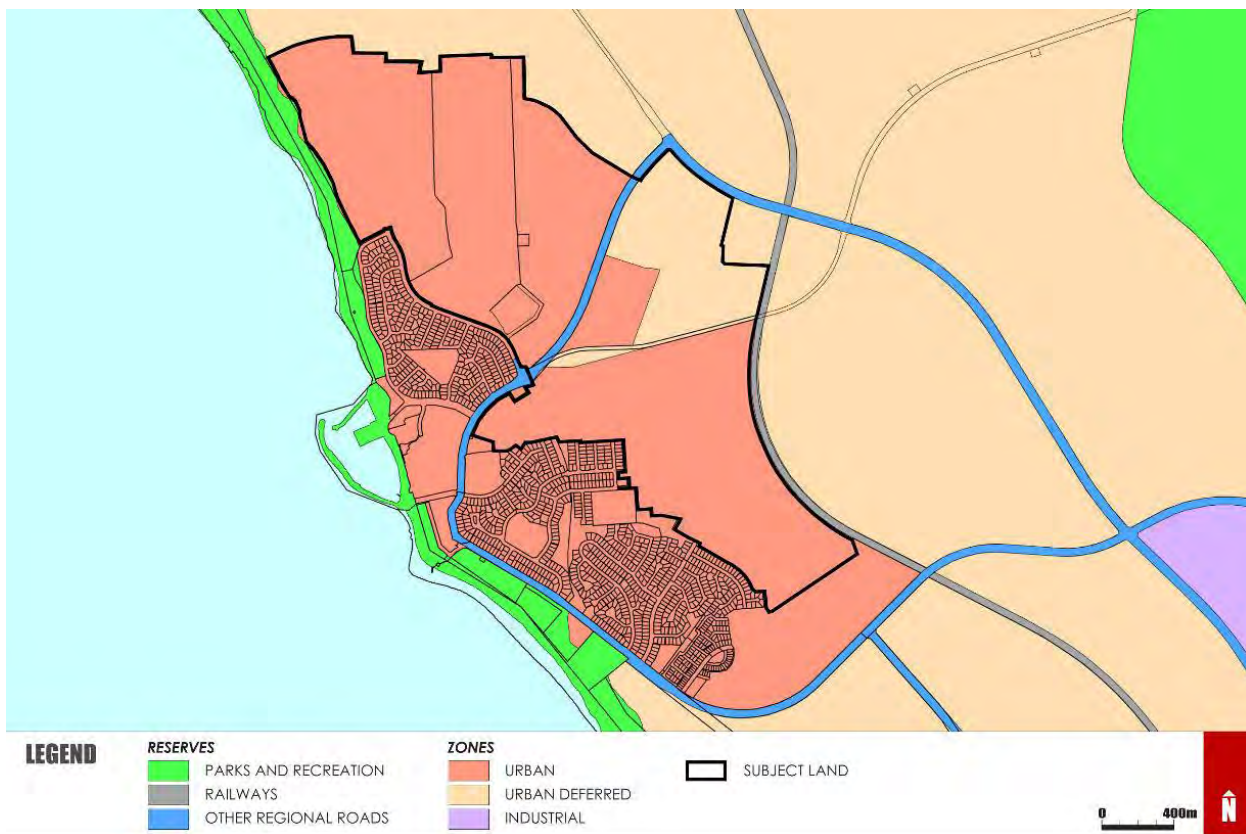 LEGEND
RESERVES
PARKS AND RECREATION
RAILWAYS
OTHER REGIONAL ROADS
ZONES
URBAN
URBAN DEFERRED
INDUSTRIAL
SUBJECT LAND
0 400m
N